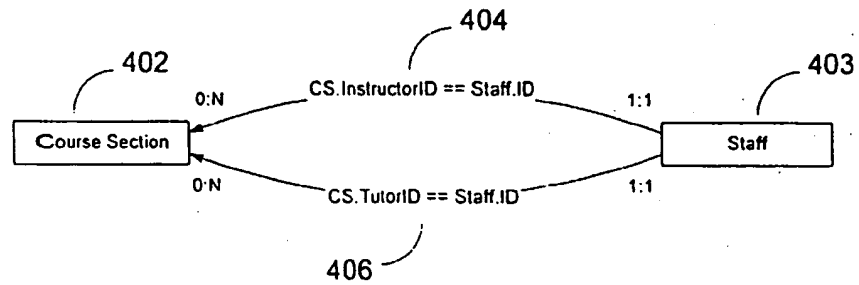 404
402
403
0:N
CS.InstructorID == Staff.ID
1:1
Course Section
Staff
0:N
CS.TutorID == Staff.ID
1:1
406